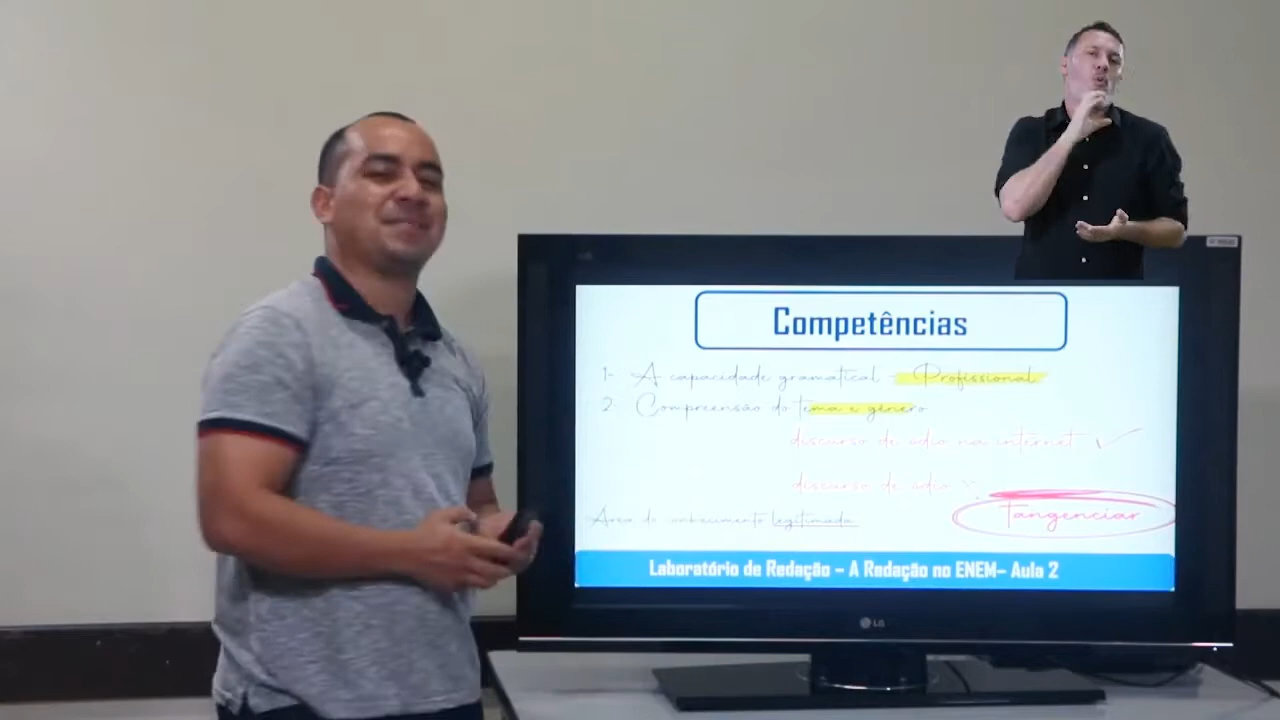 Competências
1- A capacidade gramatical - Profissional
2- Compreensão do tema e gênero
discurso de ódio na internet ✓
discurso de ódio x
Tangenciar
Área do conhecimento legitimada
Laboratório de Redação – A Redação no ENEM– Aula 2
LG